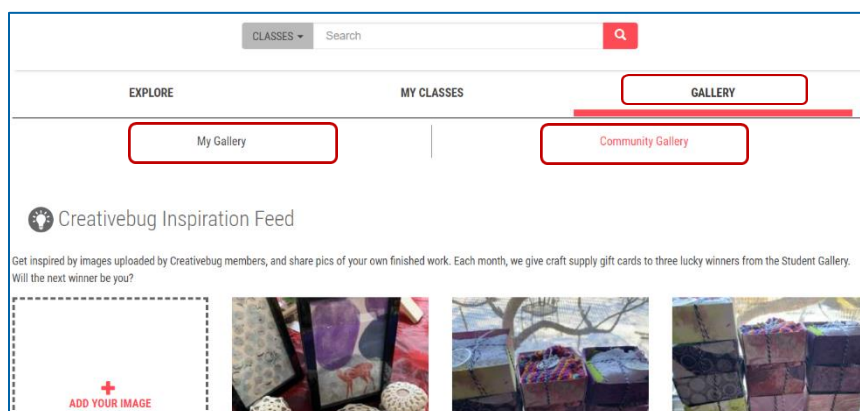 CLASSES Search
EXPLORE MY CLASSES GALLERY
My Gallery Community Gallery
Creativebug Inspiration Feed
Get inspired by images uploaded by Creativebug members, and share pics of your own finished work. Each month, we give craft supply gift cards to three lucky winners from the Student Gallery.
Will the next winner be you?
ADD YOUR IMAGE